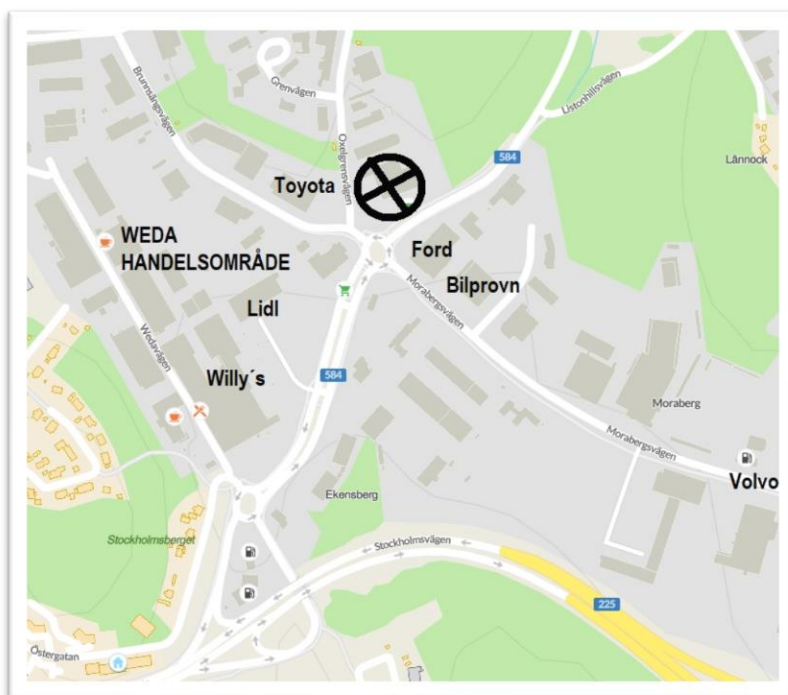 Brunnsängsvägen
Grenvägen
Oxelgrensvägen
Listonhillsvägen
584
Lännock
Toyota
WEDA
HANDELSOMRÅDE
Ford
Bilprovn
Lidl
Morabergsvägen
Wedavägen
Willy´s
584
Moraberg
Morabergsvägen
Volvo
Ekensberg
Stockholmsberget
Stockholmsvägen
225
Östergatan